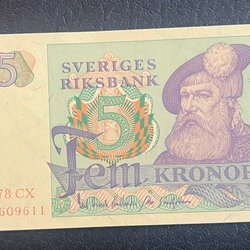 5
SVERIGES
RIKSBANK
5
Fem KRONOR
78 CX
609611